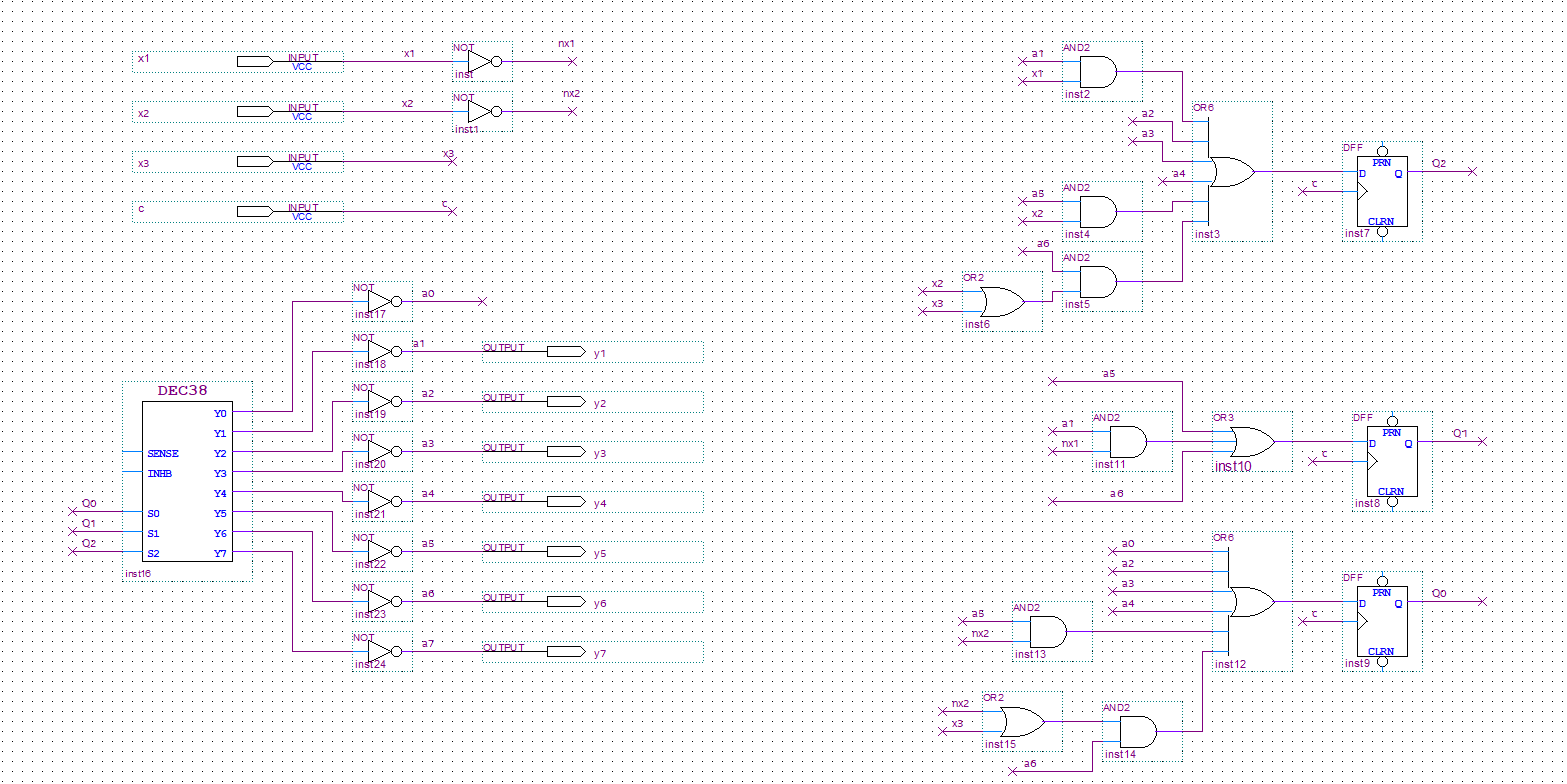 x1
INPUT
VCC
x1
NOT
inst
nx1
x2
INPUT
VCC
x2
NOT
inst1
nx2
x3
INPUT
VCC
x3
c
INPUT
VCC
c
NOT
inst17
a0
NOT
inst18
a1
OUTPUT
y1
NOT
inst19
a2
OUTPUT
y2
NOT
inst20
a3
OUTPUT
y3
NOT
inst21
a4
OUTPUT
y4
NOT
inst22
a5
OUTPUT
y5
NOT
inst23
a6
OUTPUT
y6
NOT
inst24
a7
OUTPUT
y7
DEC38
Y0
Y1
SENSE
Y2
INHB
Y3
Y4
Q0
S0
Y5
Q1
S1
Y6
Q2
S2
Y7
inst16
a1
x1
AND2
inst2
a2
a3
a4
OR6
inst3
a5
x2
AND2
inst4
a6
AND2
inst5
x2
x3
OR2
inst6
DFF
PRN
D
Q
c
CLRN
inst7
Q2
a5
a1
nx1
AND2
inst11
a6
OR3
inst10
DFF
PRN
D
Q
c
CLRN
inst8
Q1
a0
a2
a3
a4
OR6
inst12
a5
nx2
AND2
inst13
nx2
x3
OR2
inst15
a6
AND2
inst14
DFF
PRN
D
Q
c
CLRN
inst9
Q0